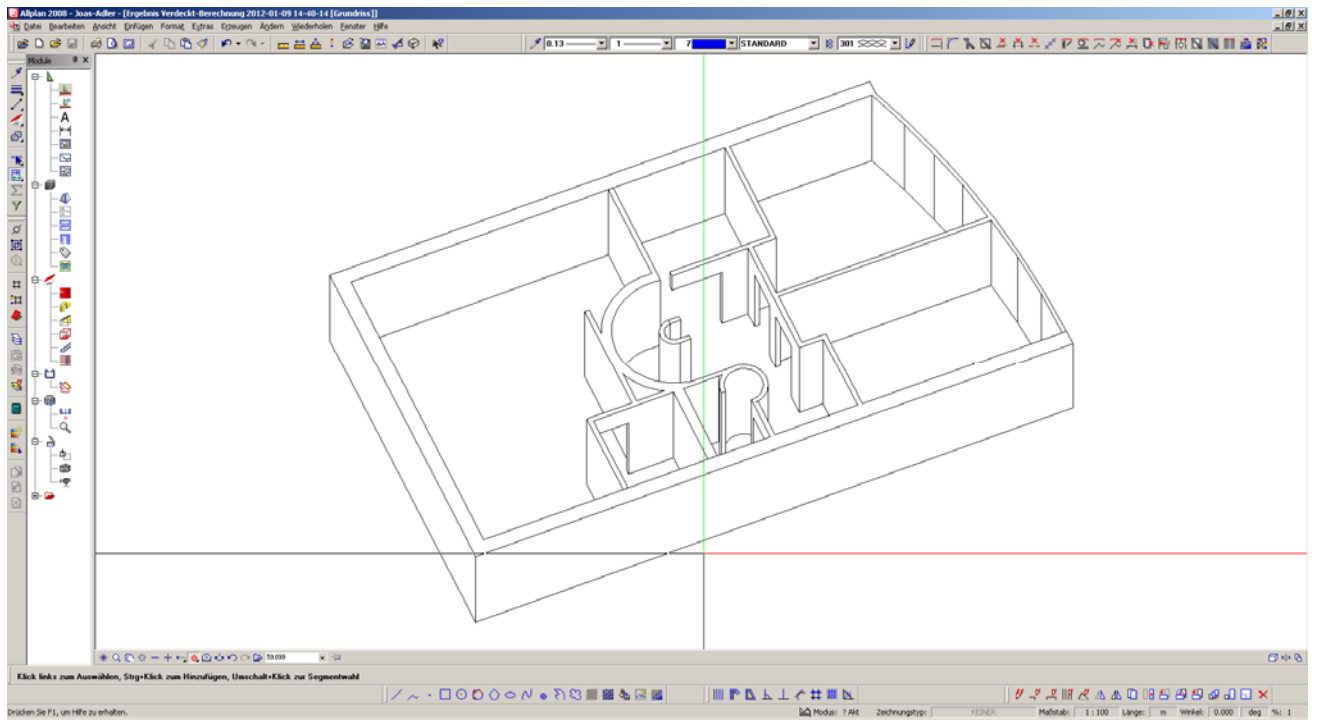 Allplan 2008 - Joas-Adler - [Ergebnis Verdeckt-Berechnung 2012-01-09 14-40-14 [Grundriss]]
Datei Bearbeiten Ansicht Einfügen Format Extras Erzeugen Ändern Wiederholen Fenster Hilfe
0.13 1 7 STANDARD 301
Module
A
59.099
Klick links zum Auswählen, Strg+Klick zum Hinzufügen, Umschalt+Klick zur Segmentwahl
Drücken Sie F1, um Hilfe zu erhalten. Modus: ? Akt Zeichnungstyp: KEINER Maßstab: 1 : 100 Länge: m Winkel: 0.000 deg %: 1